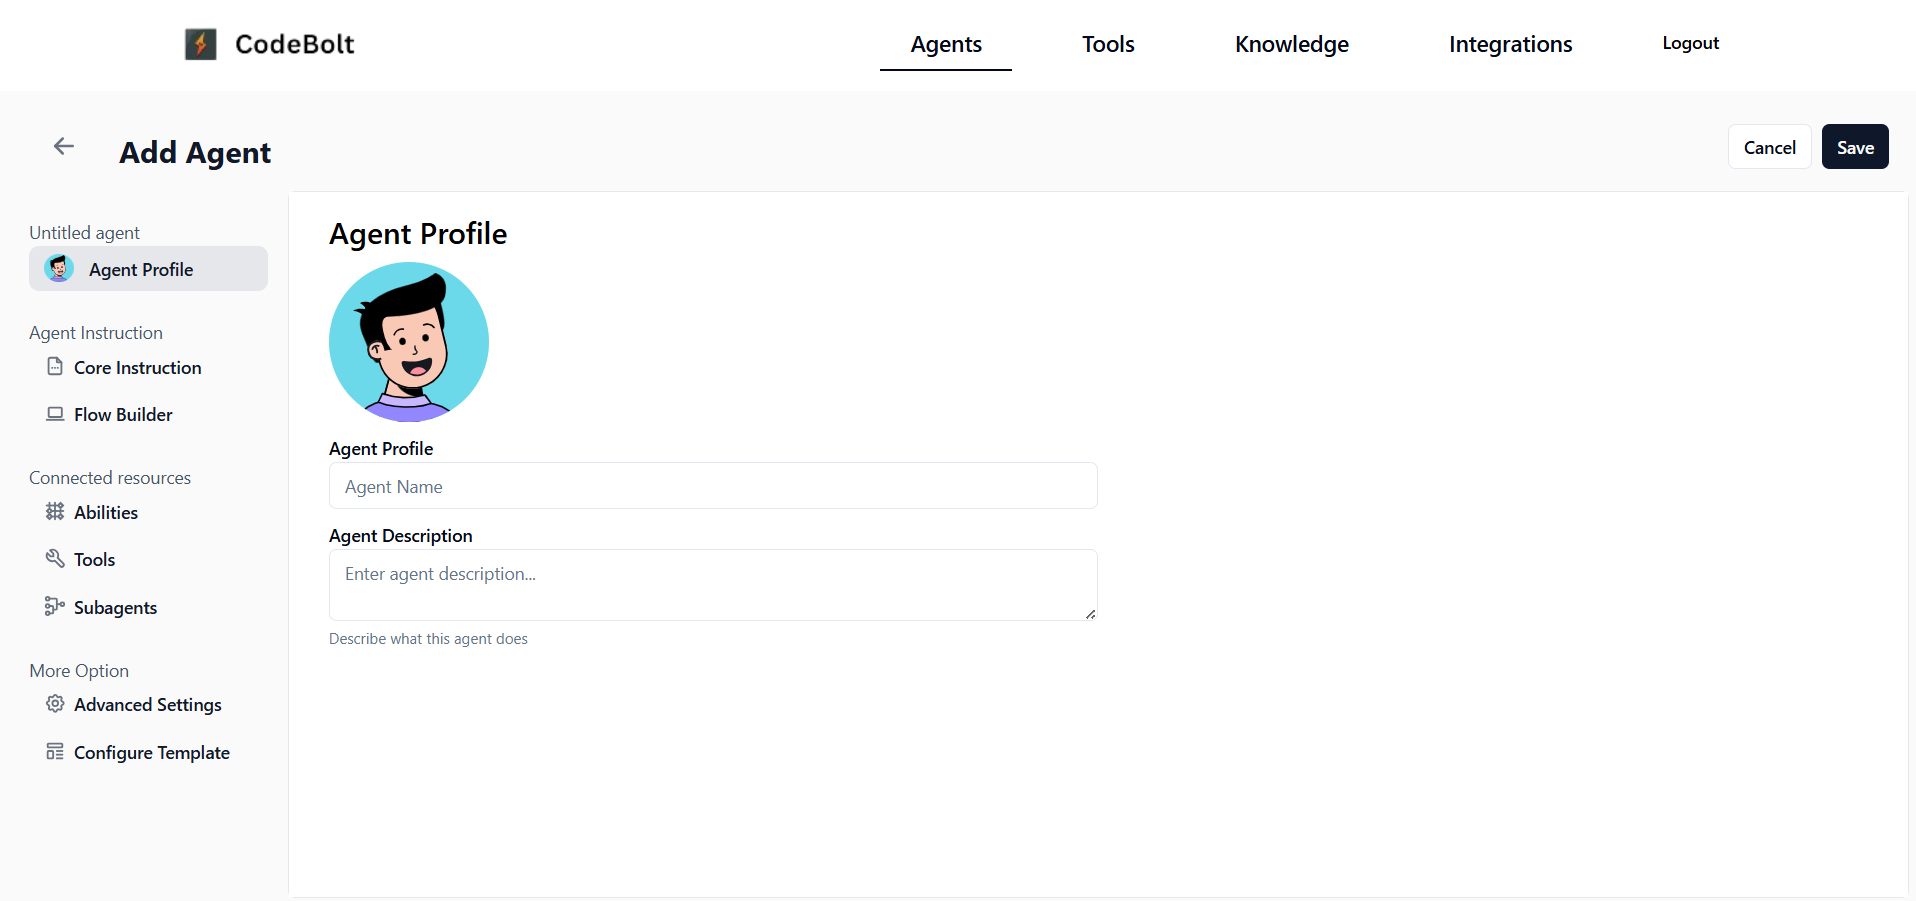 CodeBolt
Agents
Tools
Knowledge
Integrations
Logout
Add Agent
Cancel
Save
Untitled agent
Agent Profile
Agent Instruction
Core Instruction
Flow Builder
Connected resources
Abilities
Tools
Subagents
More Option
Advanced Settings
Configure Template
Agent Profile
Agent Profile
Agent Name
Agent Description
Enter agent description...
Describe what this agent does